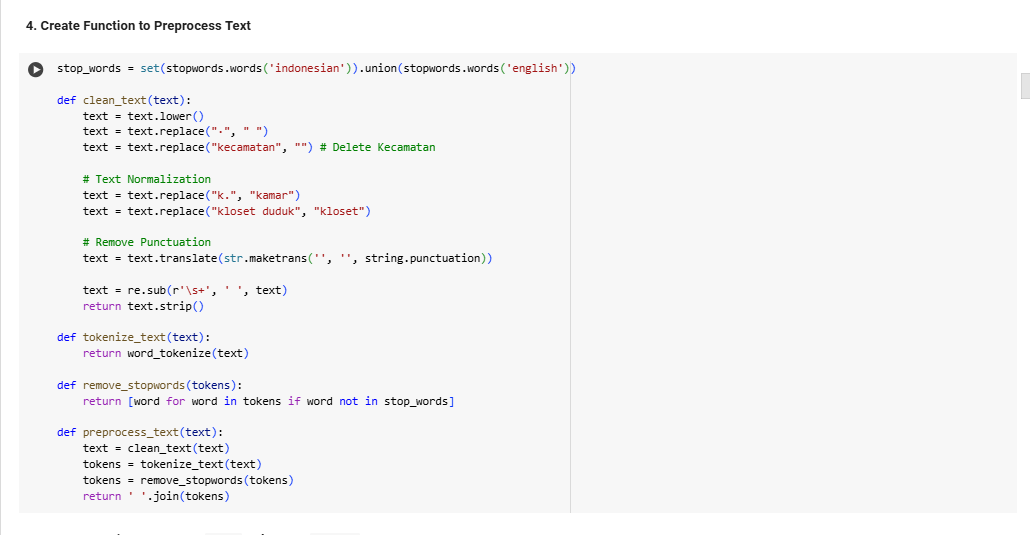 4. Create Function to Preprocess Text
stop_words = set(stopwords.words('indonesian')).union(stopwords.words('english'))
def clean_text(text):
    text = text.lower()
    text = text.replace("·", " ")
    text = text.replace("kecamatan", "") # Delete Kecamatan
    # Text Normalization
    text = text.replace("k.", "kamar")
    text = text.replace("kloset duduk", "kloset")
    # Remove Punctuation
    text = text.translate(str.maketrans('', '', string.punctuation))
    text = re.sub(r'\s+', ' ', text)
    return text.strip()
def tokenize_text(text):
    return word_tokenize(text)
def remove_stopwords(tokens):
    return [word for word in tokens if word not in stop_words]
def preprocess_text(text):
    text = clean_text(text)
    tokens = tokenize_text(text)
    tokens = remove_stopwords(tokens)
    return ' '.join(tokens)